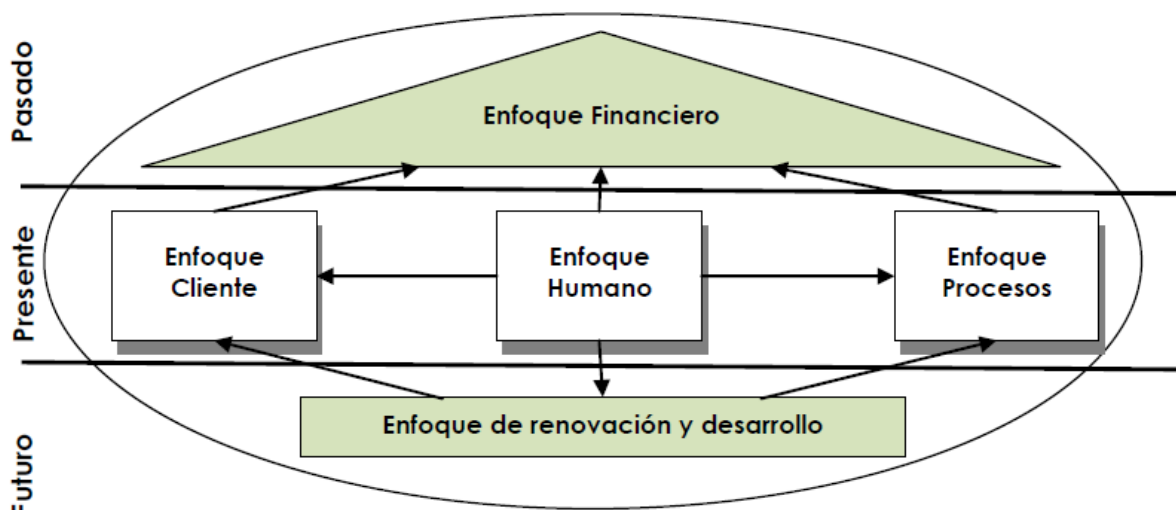 Pasado
Enfoque Financiero
Presente
Enfoque
Cliente
Enfoque
Humano
Enfoque
Procesos
Futuro
Enfoque de renovación y desarrollo